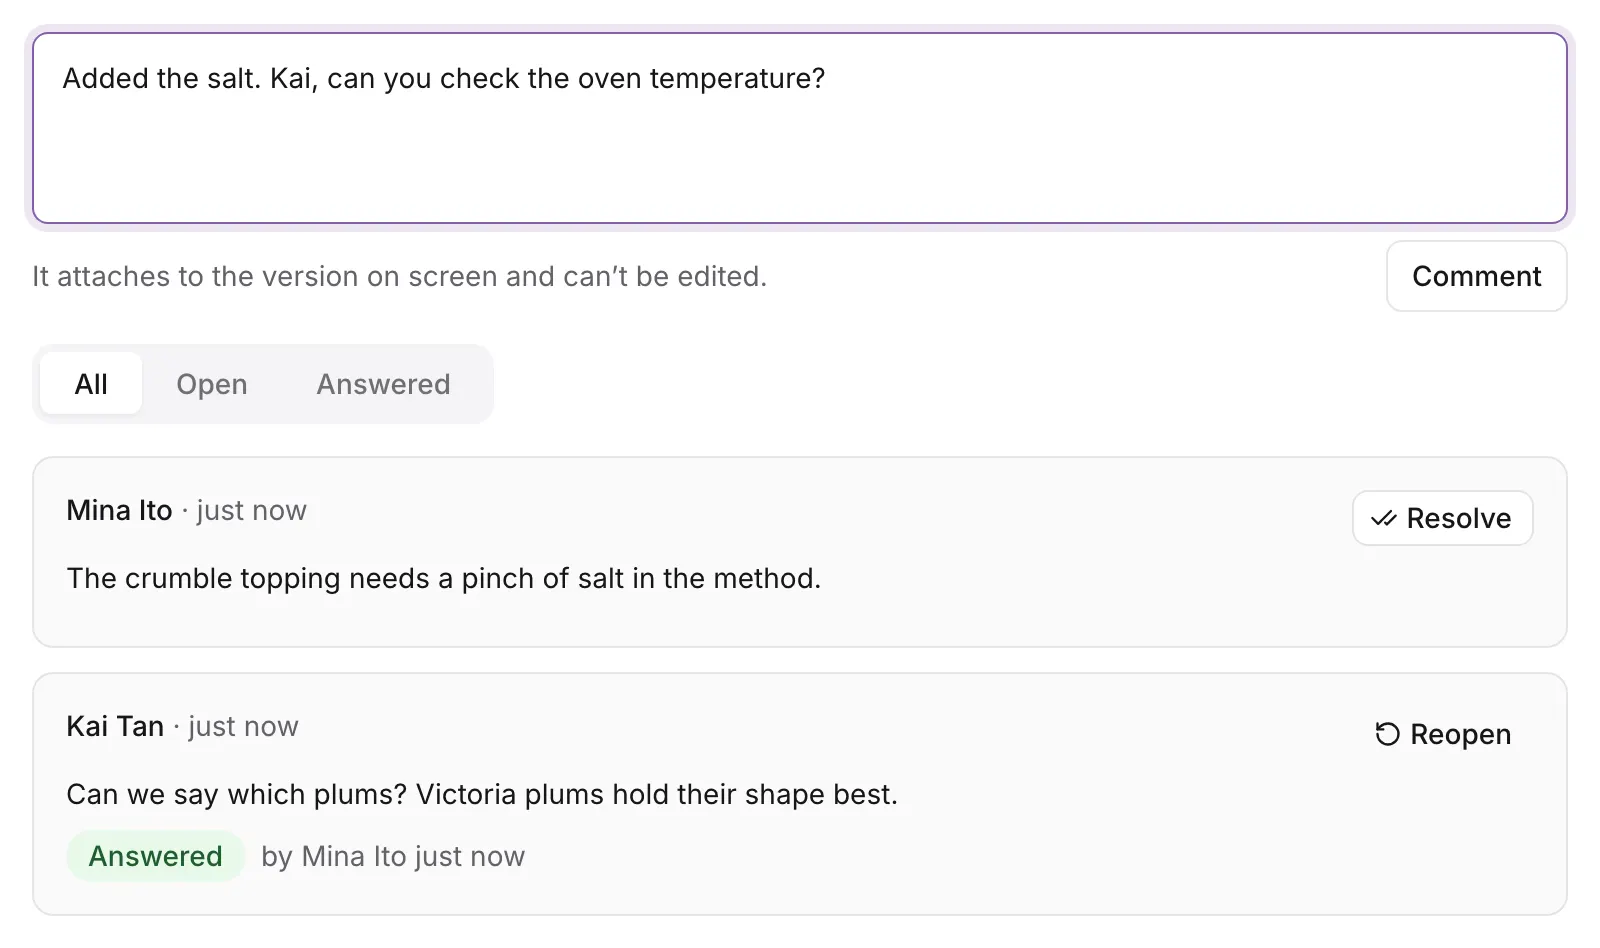 Added the salt. Kai, can you check the oven temperature?
It attaches to the version on screen and can’t be edited.
Comment
All
Open
Answered
Mina Ito · just now
Resolve
The crumble topping needs a pinch of salt in the method.
Kai Tan · just now
Reopen
Can we say which plums? Victoria plums hold their shape best.
Answered by Mina Ito just now